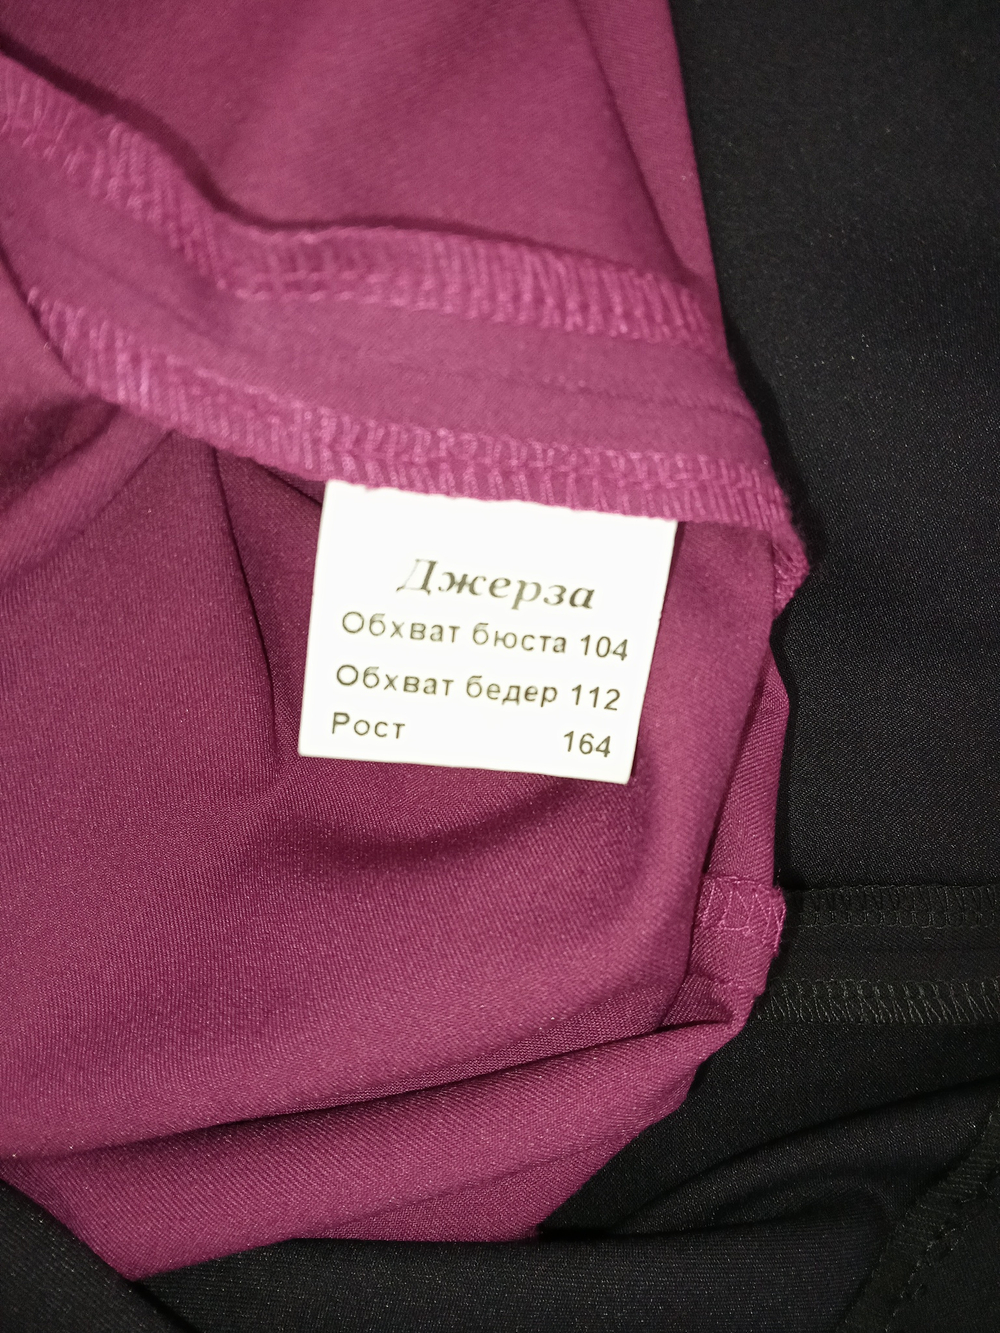 Джерза
Обхват бюста 104
Обхват бедер 112
Рост 164